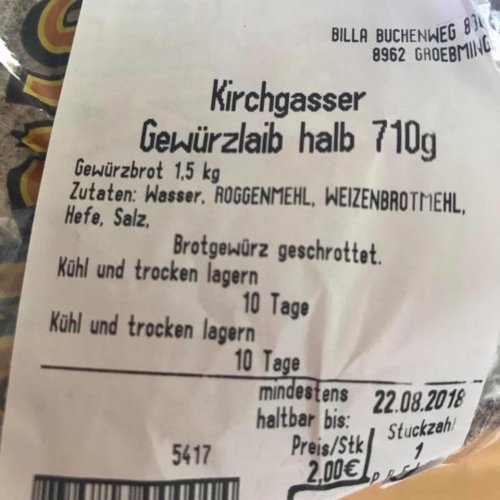 BILLA BUCHENWEG
8962 GROEBMING
Kirchgasser
Gewürzlaib halb 710g
Gewürzbrot 1,5 kg
Zutaten: Wasser, ROGGENMEHL, WEIZENBROTMEHL,
Hefe, Salz,
Brotgewürz geschrottet.
Kühl und trocken lagern
10 Tage
Kühl und trocken lagern
10 Tage
mindestens
haltbar bis: 22.08.2018
5417 Preis/Stk Stuckzahl
2,00€ 1